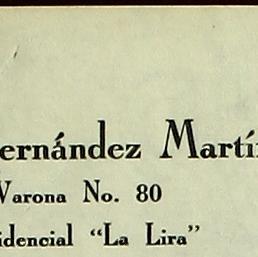 ernández Martí
Varona No. 80
idencial "La Lira"